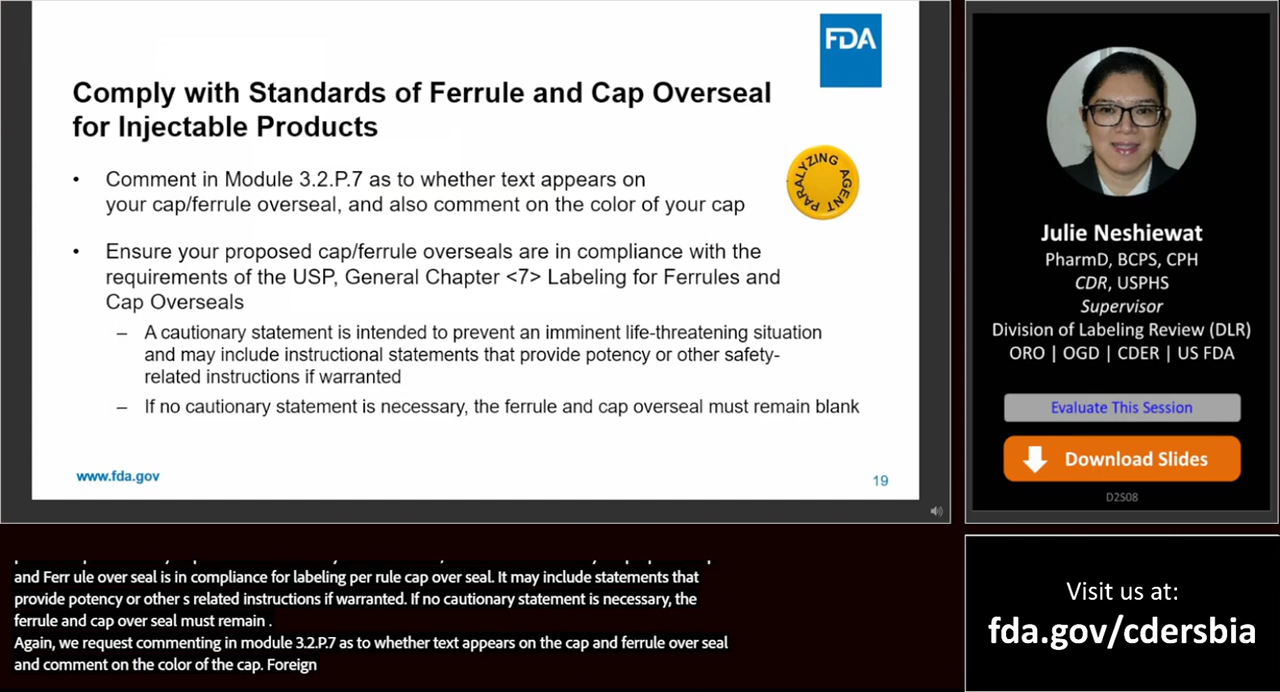 FDA
Comply with Standards of Ferrule and Cap Overseal
for Injectable Products
• Comment in Module 3.2.P.7 as to whether text appears on
your cap/ferrule overseal, and also comment on the color of your cap
PARALYZING AGENT
• Ensure your proposed cap/ferrule overseals are in compliance with the
requirements of the USP, General Chapter <7> Labeling for Ferrules and
Cap Overseals
– A cautionary statement is intended to prevent an imminent life-threatening situation
and may include instructional statements that provide potency or other safety-
related instructions if warranted
– If no cautionary statement is necessary, the ferrule and cap overseal must remain blank
www.fda.gov
19
Julie Neshiewat
PharmD, BCPS, CPH
CDR, USPHS
Supervisor
Division of Labeling Review (DLR)
ORO | OGD | CDER | US FDA
Evaluate This Session
Download Slides
D2S08
and Ferr ule over seal is in compliance for labeling per rule cap over seal. It may include statements that
provide potency or other s related instructions if warranted. If no cautionary statement is necessary, the
ferrule and cap over seal must remain .
Again, we request commenting in module 3.2.P.7 as to whether text appears on the cap and ferrule over seal
and comment on the color of the cap. Foreign
Visit us at:
fda.gov/cdersbia